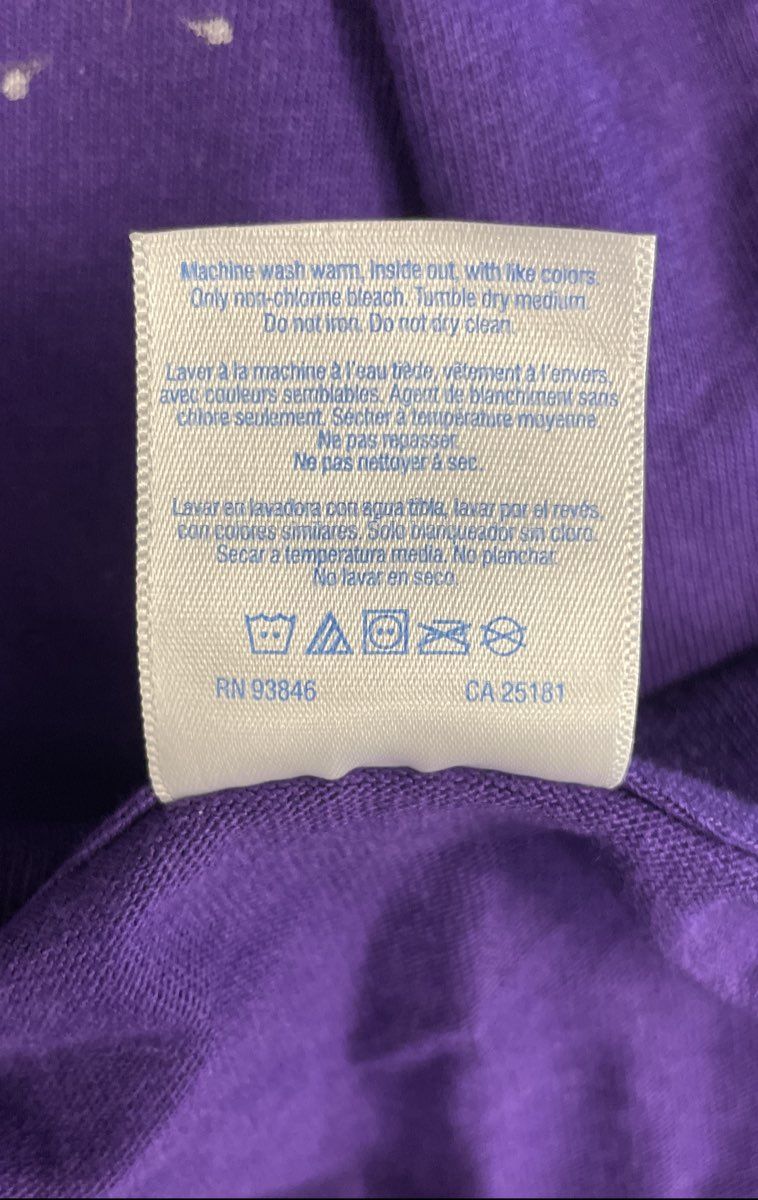 Machine wash warm. Inside out, with like colors.
Only non-chlorine bleach. Tumble dry medium.
Do not iron. Do not dry clean.
Laver à la machine à l'eau tiède, vêtement à l'envers,
avec couleurs semblables. Agent de blanchiment sans
chlore seulement. Sécher à température moyenne.
Ne pas repasser.
Ne pas nettoyer à sec.
Lavar en lavadora con agua tibia, lavar por el revés,
con colores similares. Solo blanqueador sin cloro.
Secar a temperatura media. No planchar.
No lavar en seco.
RN 93846 CA 25181